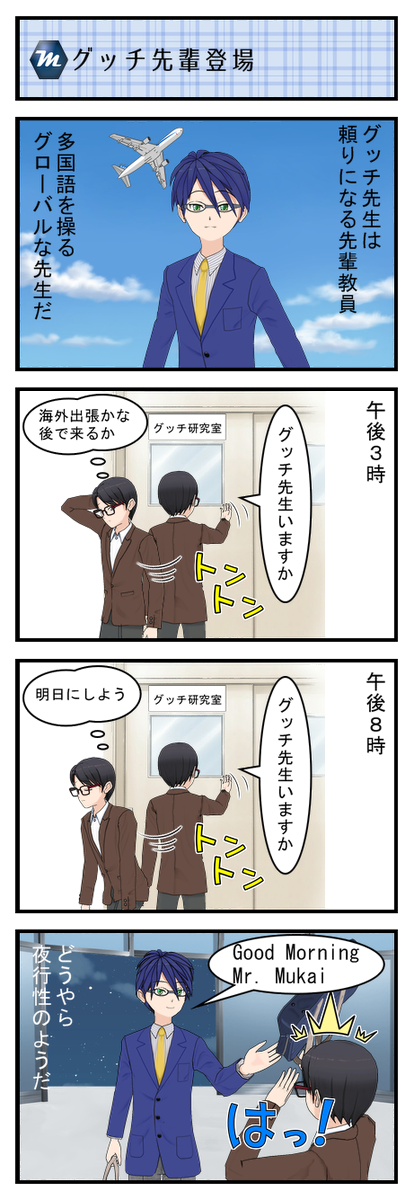 m グッチ先輩登場
グッチ先生は
頼りになる先輩教員
多国語を操る
グローバルな先生だ
午後3時
グッチ先生いますか
グッチ研究室
海外出張かな
後で来るか
トントン
午後8時
グッチ先生いますか
グッチ研究室
明日にしよう
トントン
Good Morning
Mr. Mukai
どうやら
夜行性のようだ
はっ!